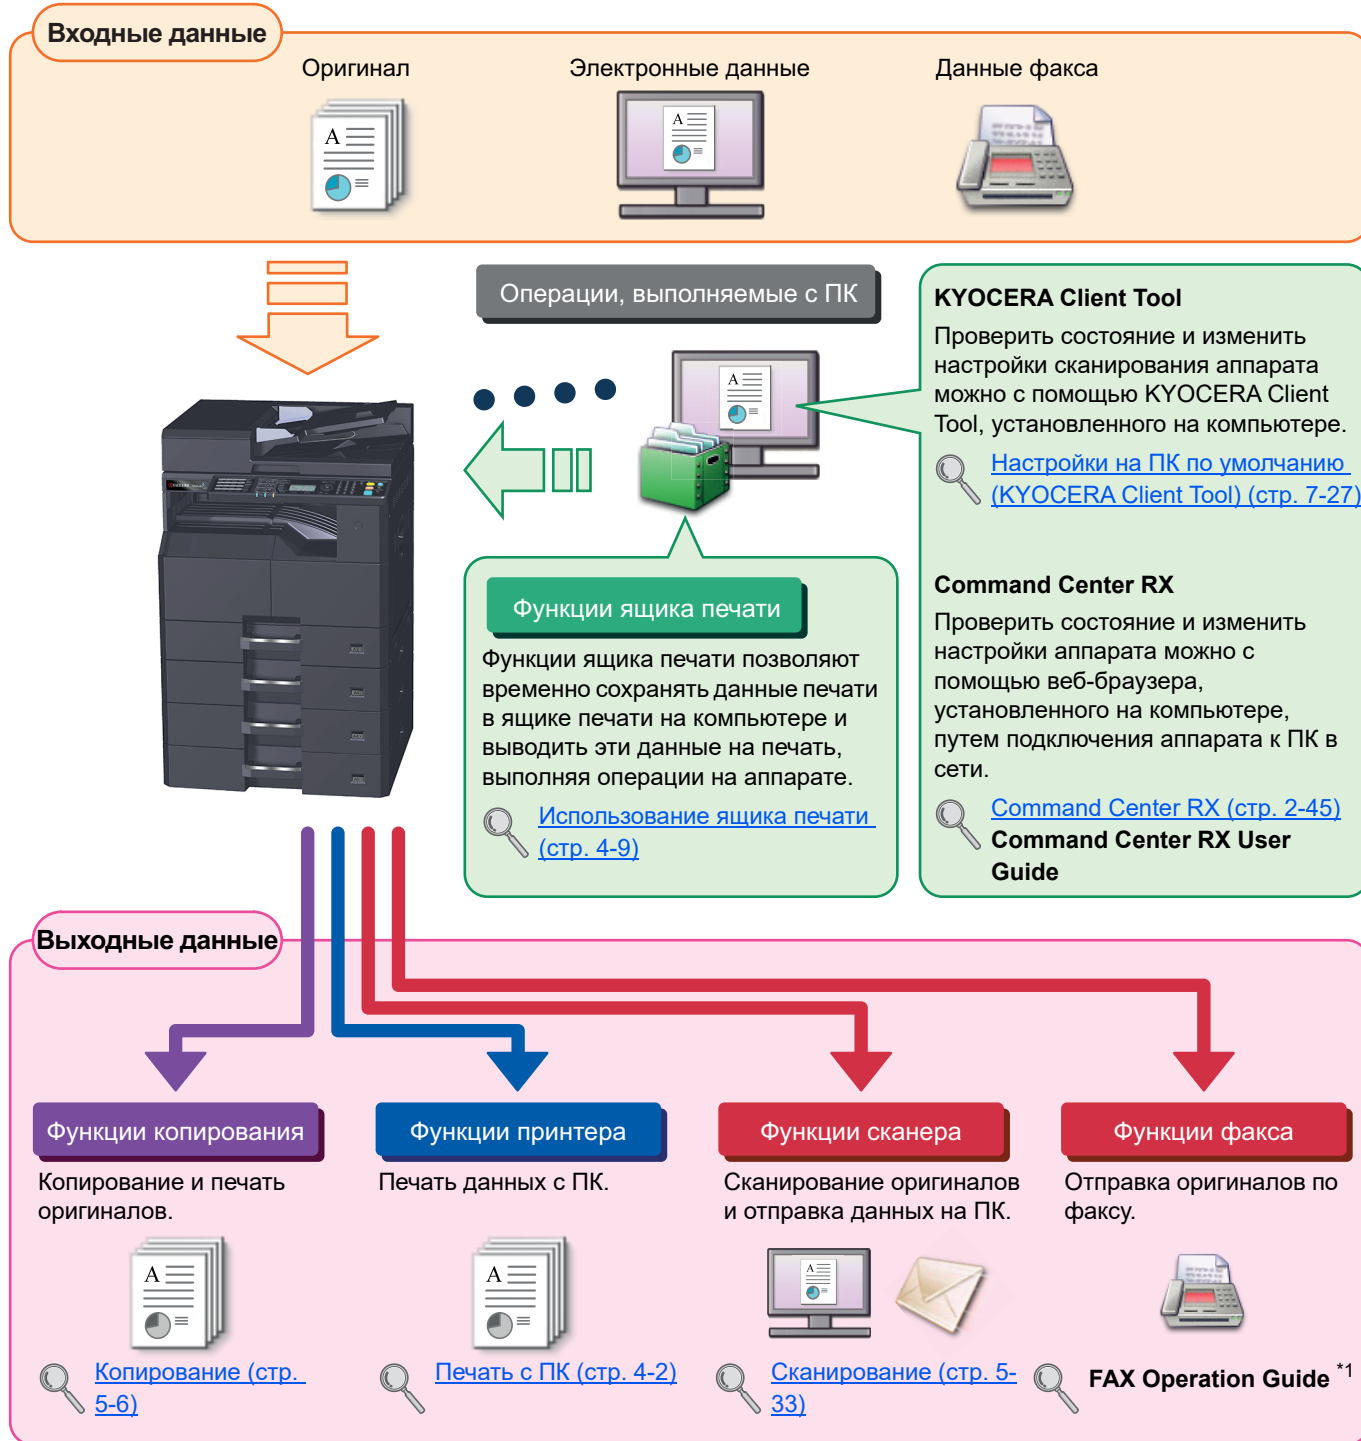 Входные данные
Оригинал
Электронные данные
Данные факса
A
A
Операции, выполняемые с ПК
A
KYOCERA Client Tool
Проверить состояние и изменить
настройки сканирования аппарата
можно с помощью KYOCERA Client
Tool, установленного на компьютере.
Настройки на ПК по умолчанию
(KYOCERA Client Tool) (стр. 7-27)
Command Center RX
Проверить состояние и изменить
настройки аппарата можно с
помощью веб-браузера,
установленного на компьютере,
путем подключения аппарата к ПК в
сети.
Command Center RX (стр. 2-45)
Command Center RX User
Guide
Функции ящика печати
Функции ящика печати позволяют
временно сохранять данные печати
в ящике печати на компьютере и
выводить эти данные на печать,
выполняя операции на аппарате.
Использование ящика печати
(стр. 4-9)
Выходные данные
Функции копирования
Копирование и печать
оригиналов.
A
Копирование (стр.
5-6)
Функции принтера
Печать данных с ПК.
A
Печать с ПК (стр. 4-2)
Функции сканера
Сканирование оригиналов
и отправка данных на ПК.
A
Сканирование (стр. 5-
33)
Функции факса
Отправка оригиналов по
факсу.
FAX Operation Guide *1